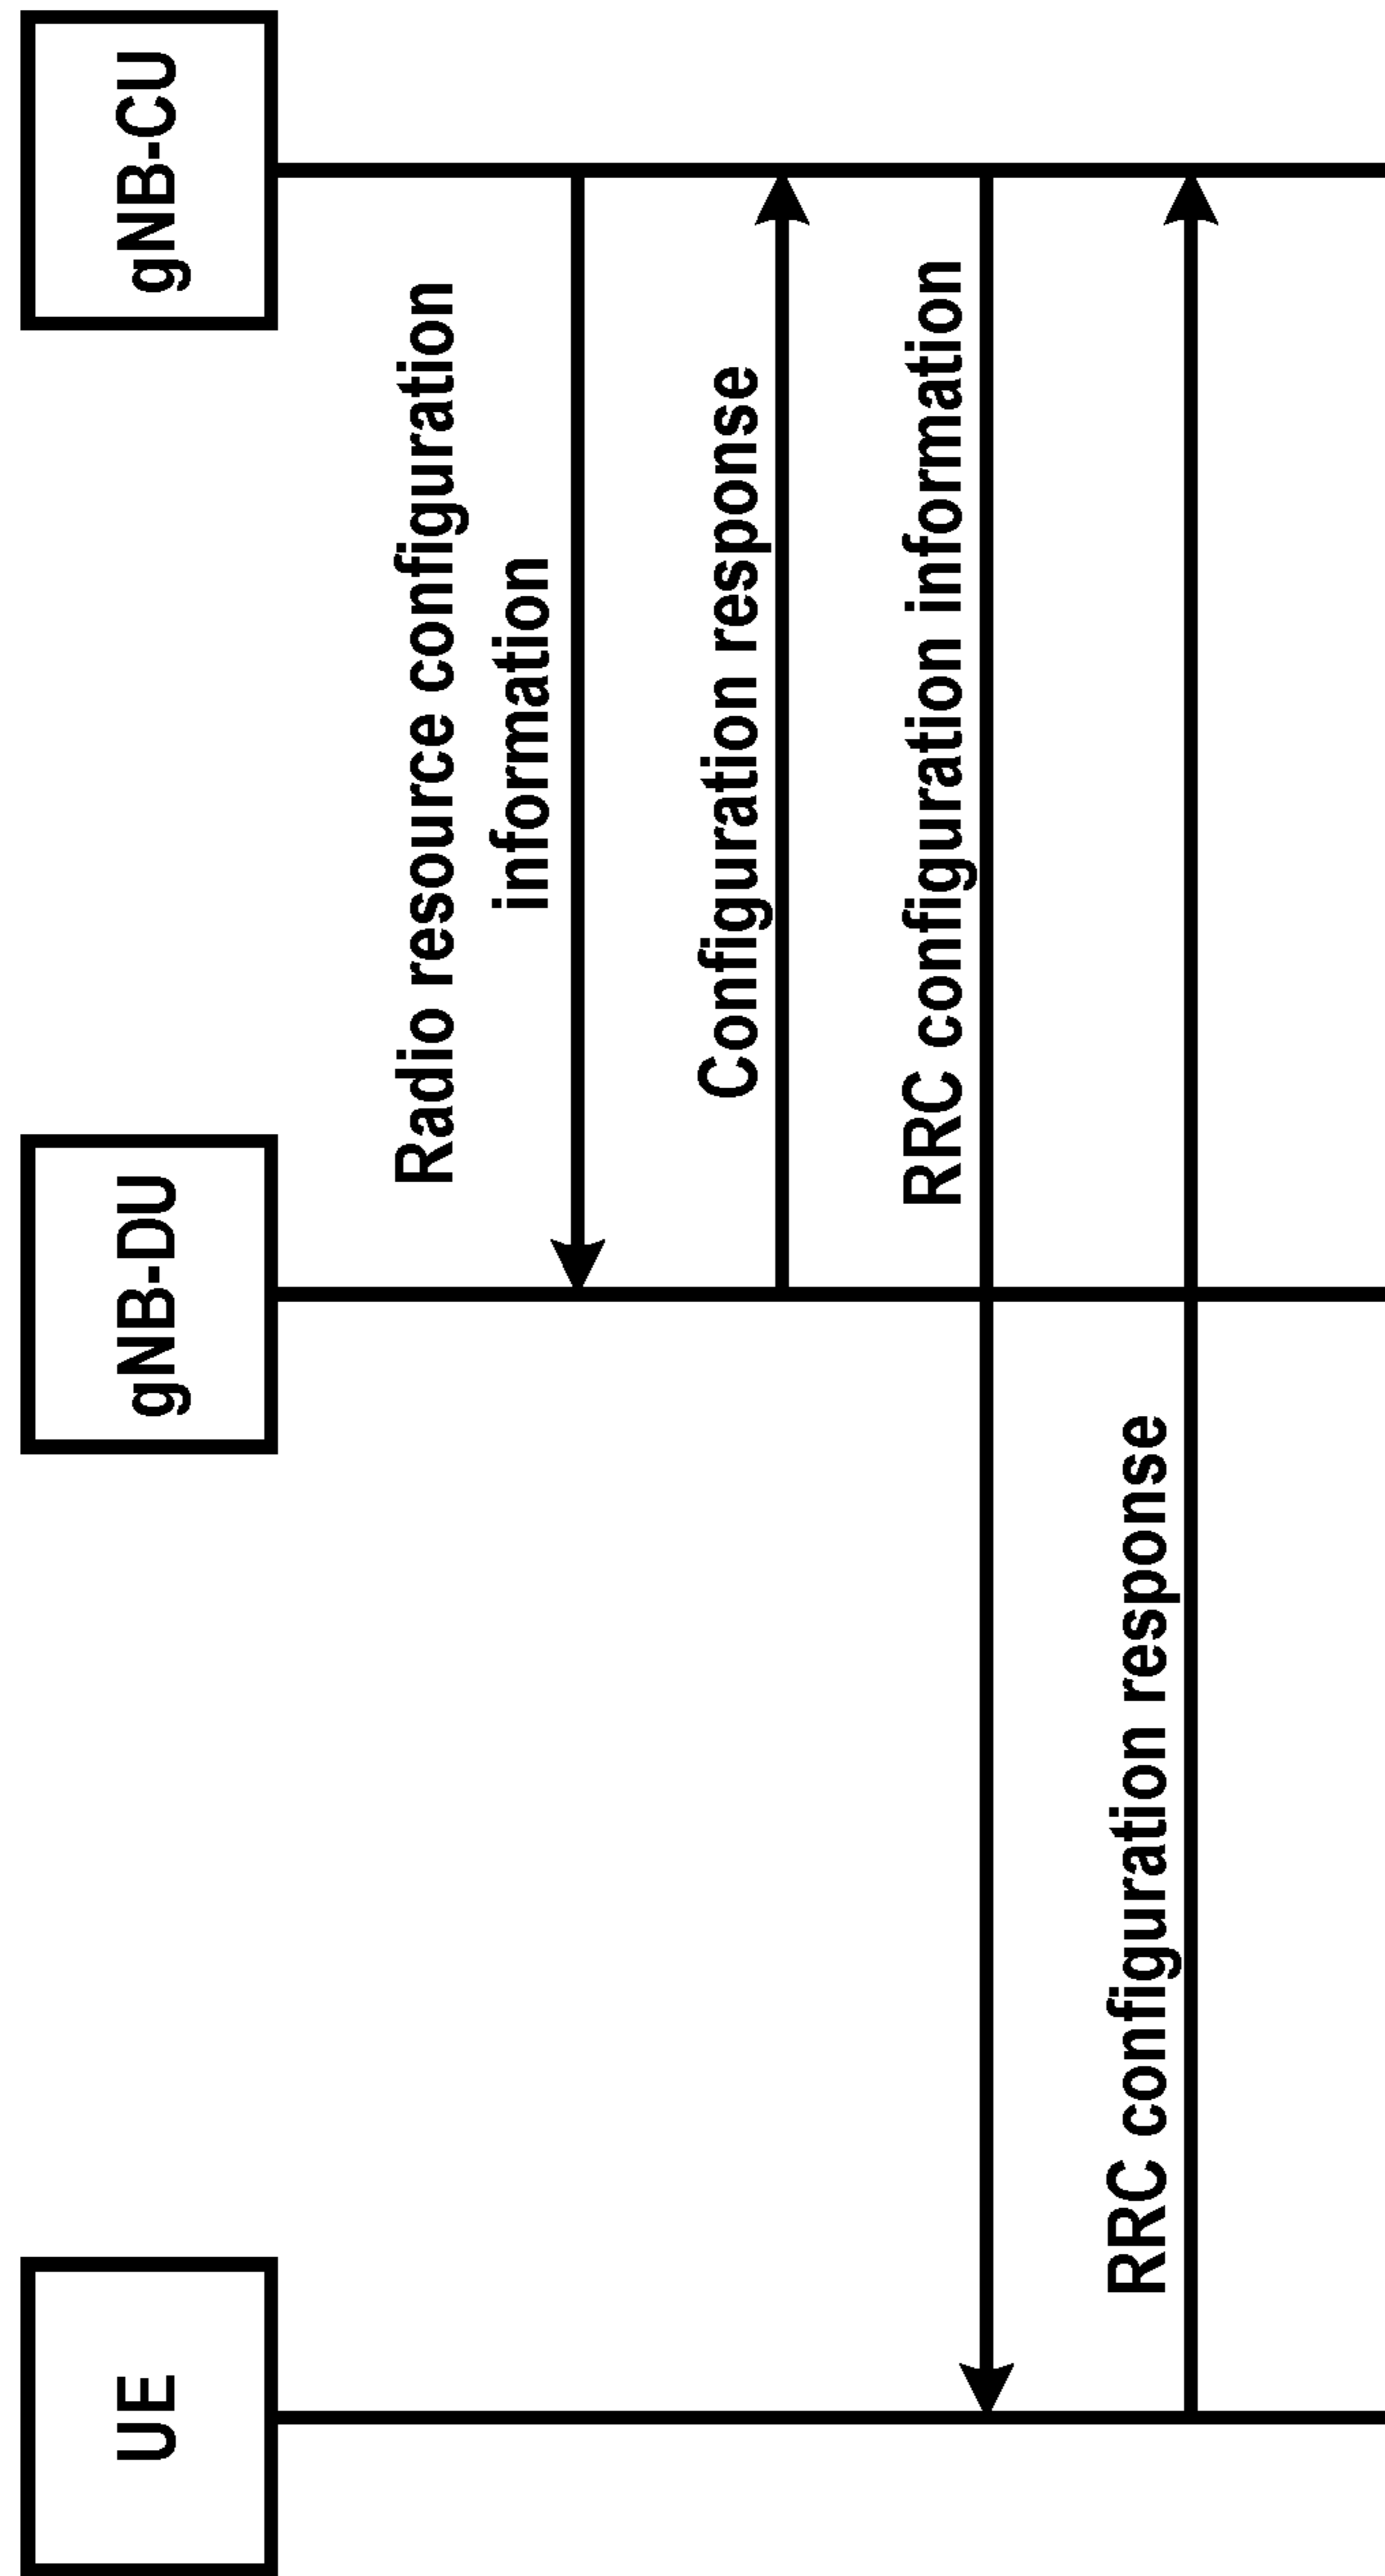 UE
gNB-DU
gNB-CU
Radio resource configuration
information
Configuration response
RRC configuration information
RRC configuration response